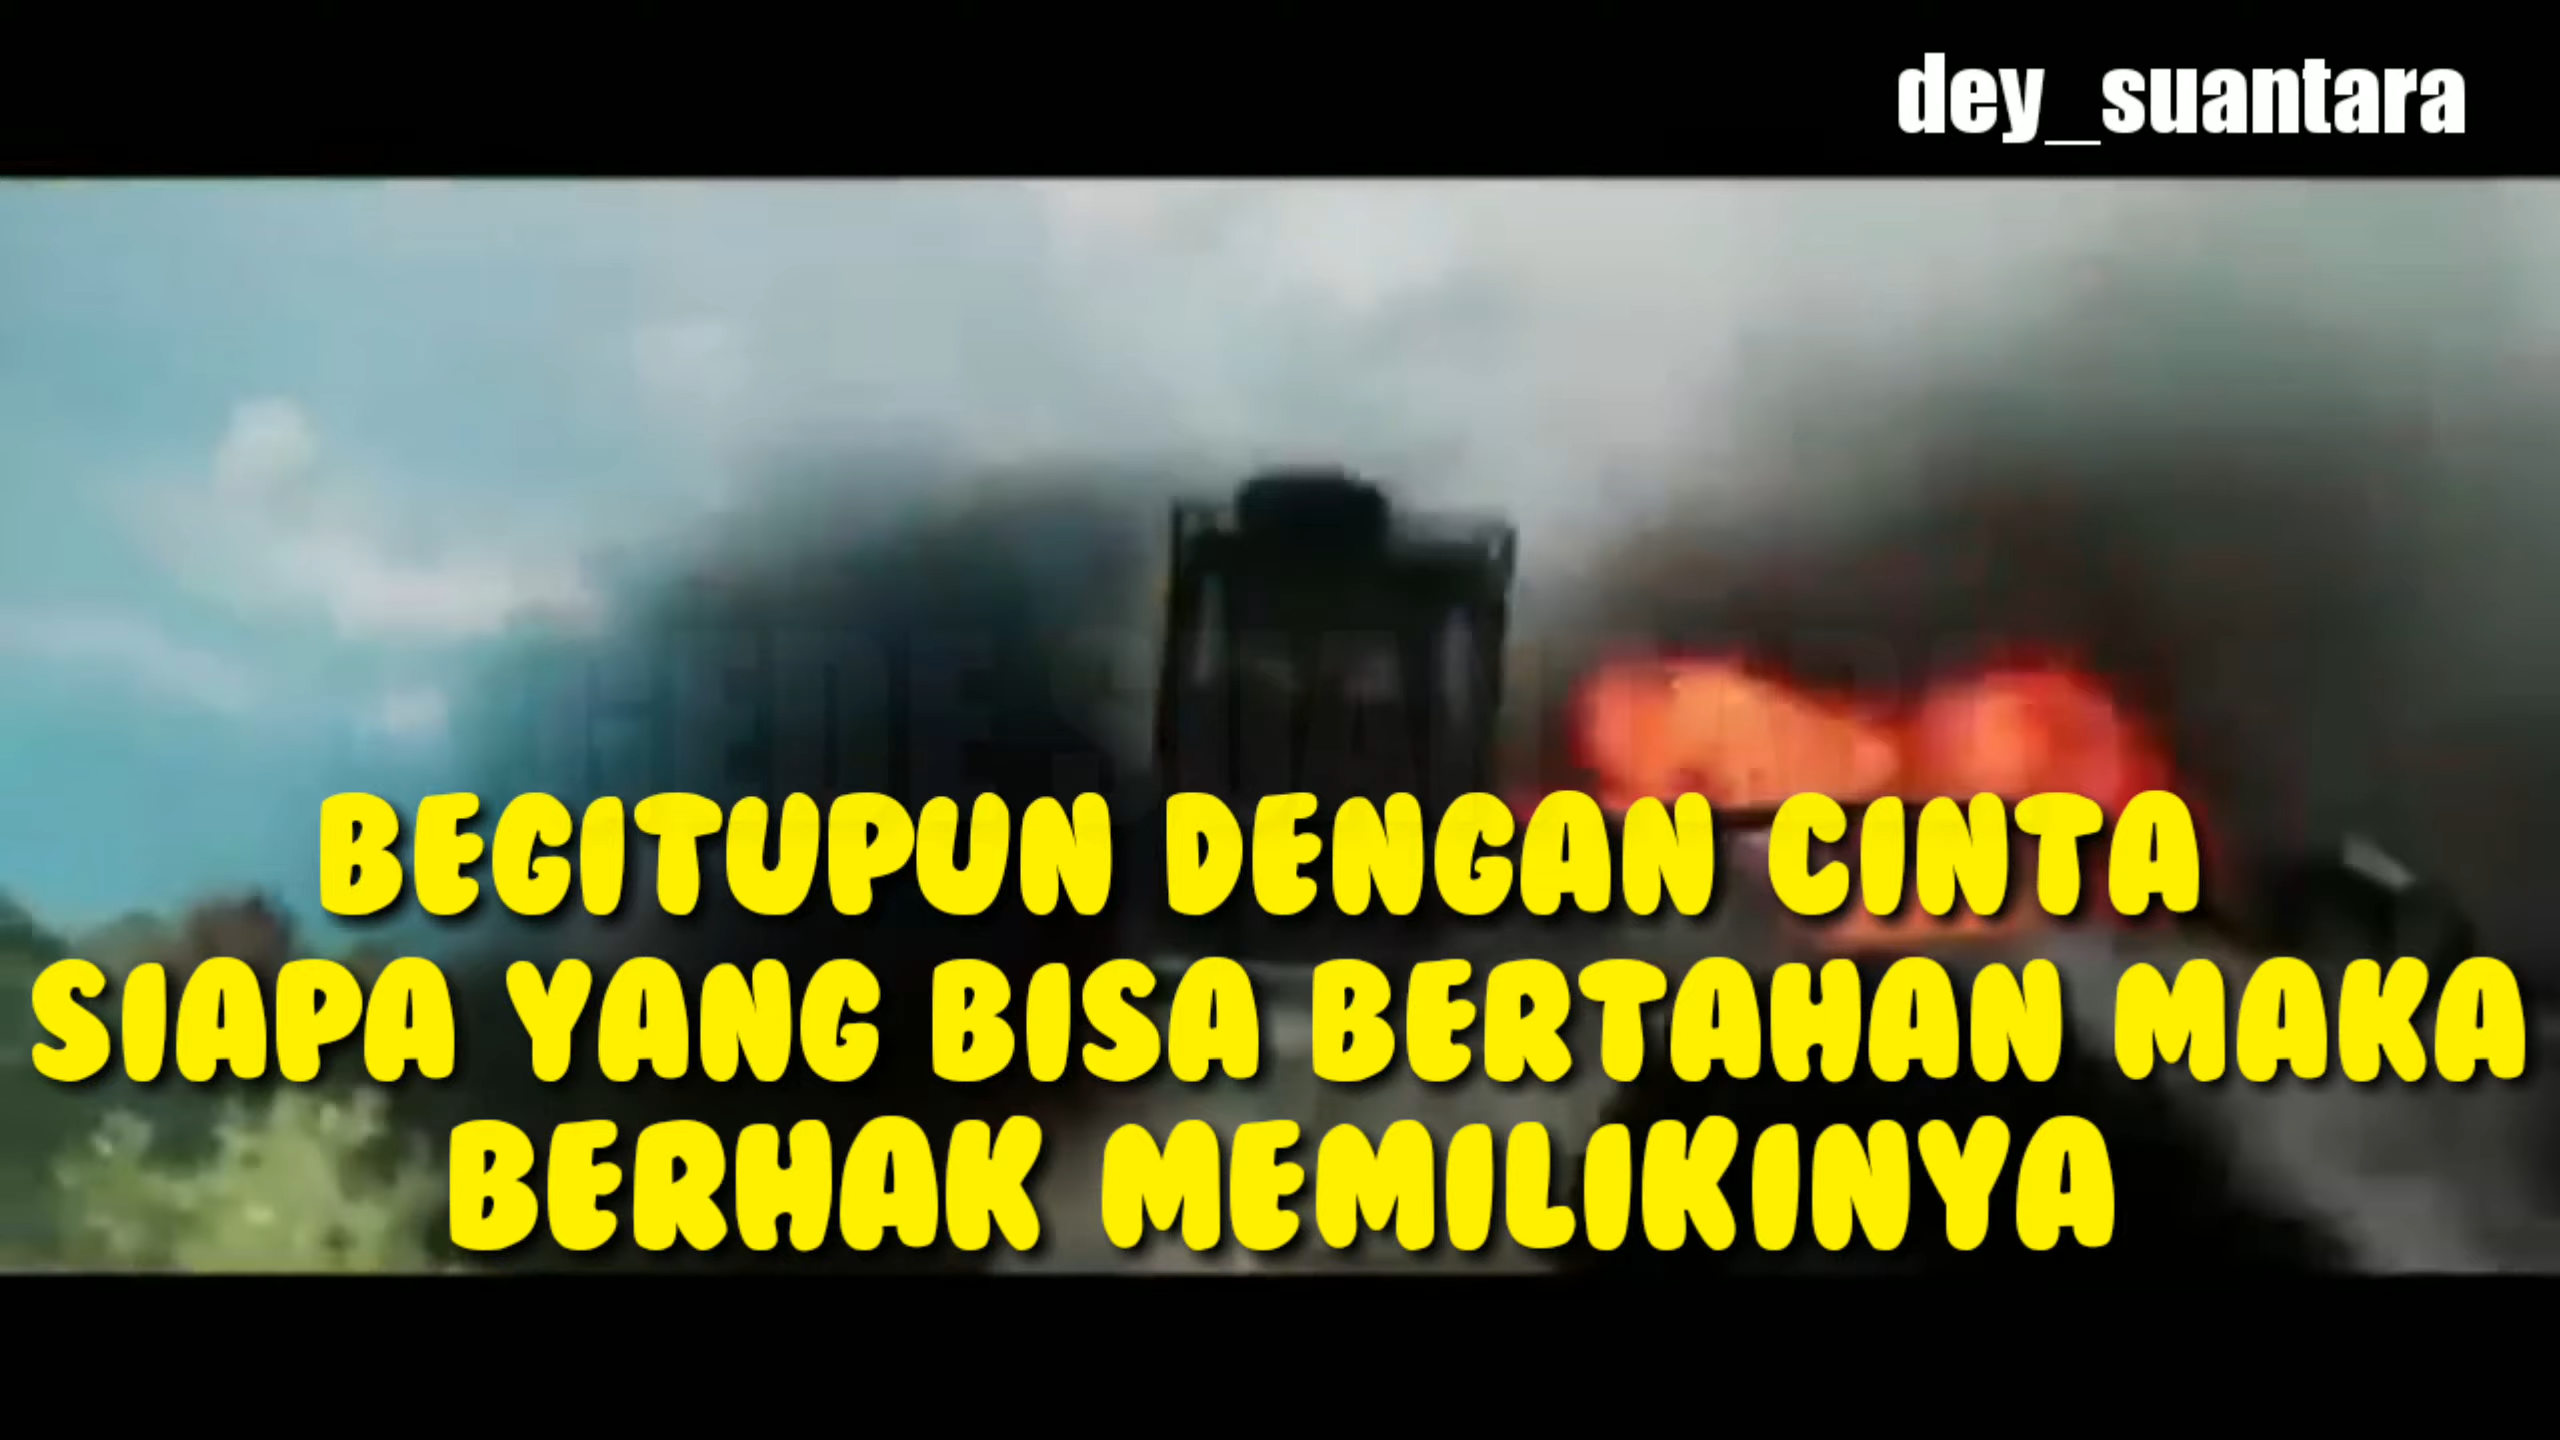 dey_suantara
BEGITUPUN DENGAN CINTA
SIAPA YANG BISA BERTAHAN MAKA
BERHAK MEMILIKINYA